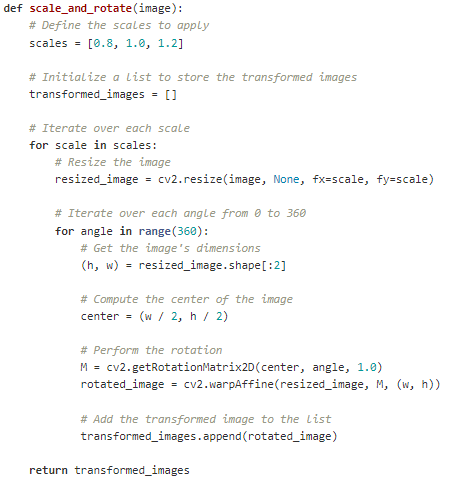 def scale_and_rotate(image):
    # Define the scales to apply
    scales = [0.8, 1.0, 1.2]

    # Initialize a list to store the transformed images
    transformed_images = []

    # Iterate over each scale
    for scale in scales:
        # Resize the image
        resized_image = cv2.resize(image, None, fx=scale, fy=scale)

        # Iterate over each angle from 0 to 360
        for angle in range(360):
            # Get the image's dimensions
            (h, w) = resized_image.shape[:2]

            # Compute the center of the image
            center = (w / 2, h / 2)

            # Perform the rotation
            M = cv2.getRotationMatrix2D(center, angle, 1.0)
            rotated_image = cv2.warpAffine(resized_image, M, (w, h))

            # Add the transformed image to the list
            transformed_images.append(rotated_image)

    return transformed_images